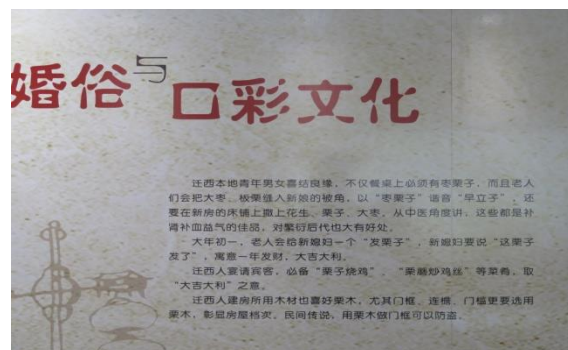 婚俗与口彩文化
迁西本地青年男女喜结良缘，不仅餐桌上必须有枣栗子，而且老人
们会把大枣、板栗缝入新娘的被角，以“枣栗子”谐音“早立子”，还
要在新房的床铺上撒上花生、栗子、大枣，从中医角度讲，这些都是补
肾补血益气的佳品，对繁衍后代也大有好处。
大年初一，老人会给新媳妇一个“发栗子”，新媳妇要说“这栗子
发了”，寓意一年发财，大吉大利。
迁西人宴请宾客，必备“栗子烧鸡”、“栗蘑炒鸡丝”等菜肴，取
“大吉大利”之意。
迁西人建房所用木材也喜好栗木，尤其门框、连檐、门槛更要选用
栗木，彰显房屋档次。民间传说，用栗木做门框可以防盗。